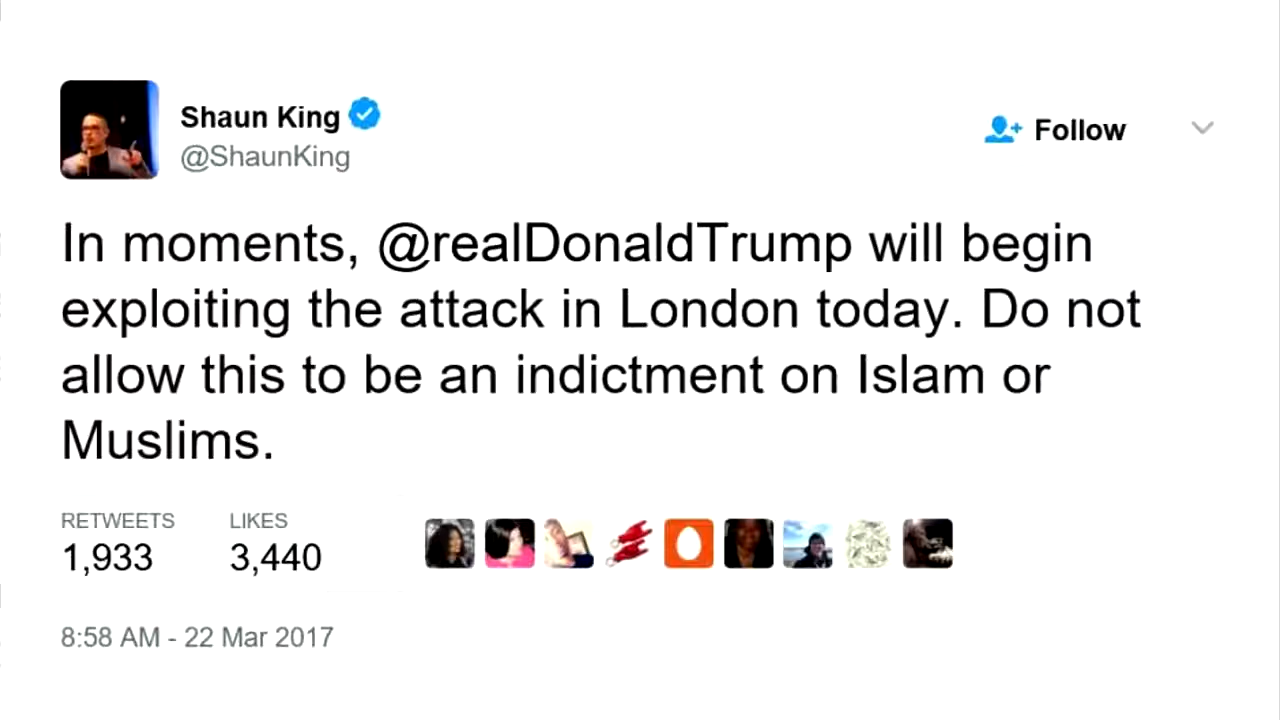 Shaun King
@ShaunKing
Follow
In moments, @realDonaldTrump will begin
exploiting the attack in London today. Do not
allow this to be an indictment on Islam or
Muslims.
RETWEETS LIKES
1,933 3,440
8:58 AM - 22 Mar 2017